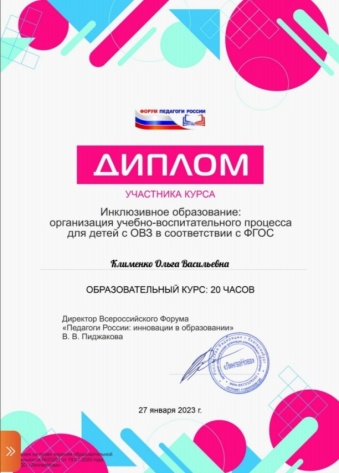 ФОРУМ ПЕДАГОГИ РОССИИ
ДИПЛОМ
УЧАСТНИКА КУРСА
Инклюзивное образование:
организация учебно-воспитательного процесса
для детей с ОВЗ в соответствии с ФГОС
Клименко Ольга Васильевна
ОБРАЗОВАТЕЛЬНЫЙ КУРС: 20 ЧАСОВ
Директор Всероссийского Форума
«Педагоги России: инновации в образовании»
В. В. Пиджакова
27 января 2023 г.